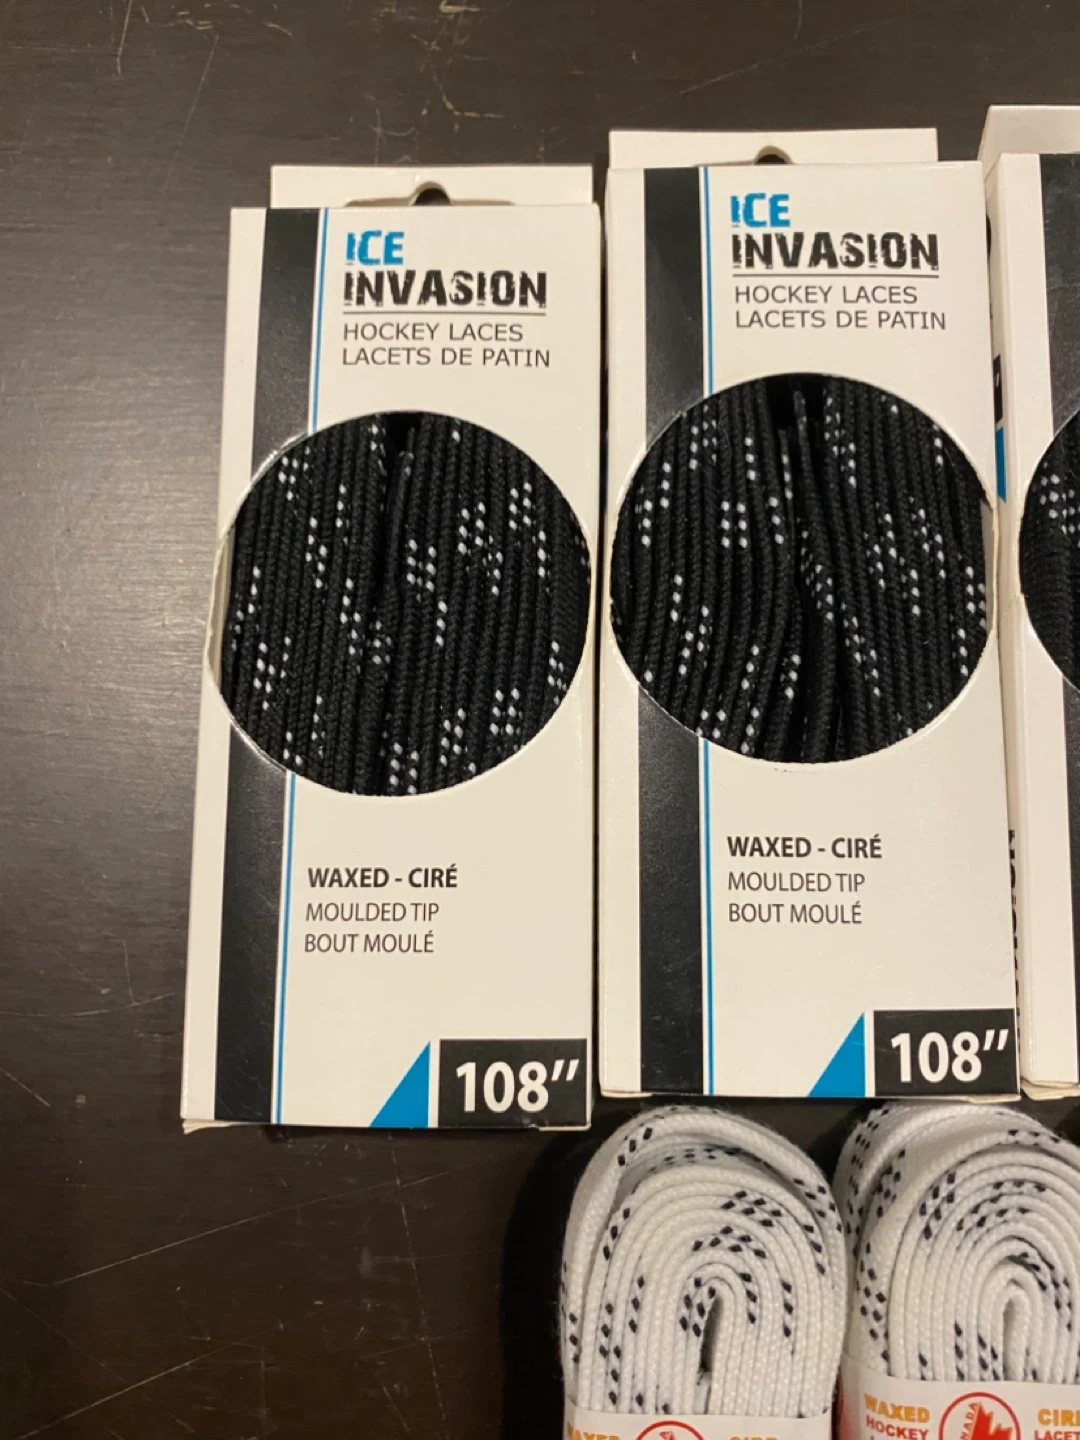 ICE
INVASION
HOCKEY LACES
LACETS DE PATIN
WAXED - CIRÉ
MOULDED TIP
BOUT MOULÉ
108"
ICE
INVASION
HOCKEY LACES
LACETS DE PATIN
WAXED - CIRÉ
MOULDED TIP
BOUT MOULÉ
108"
WAXED
HOCKEY